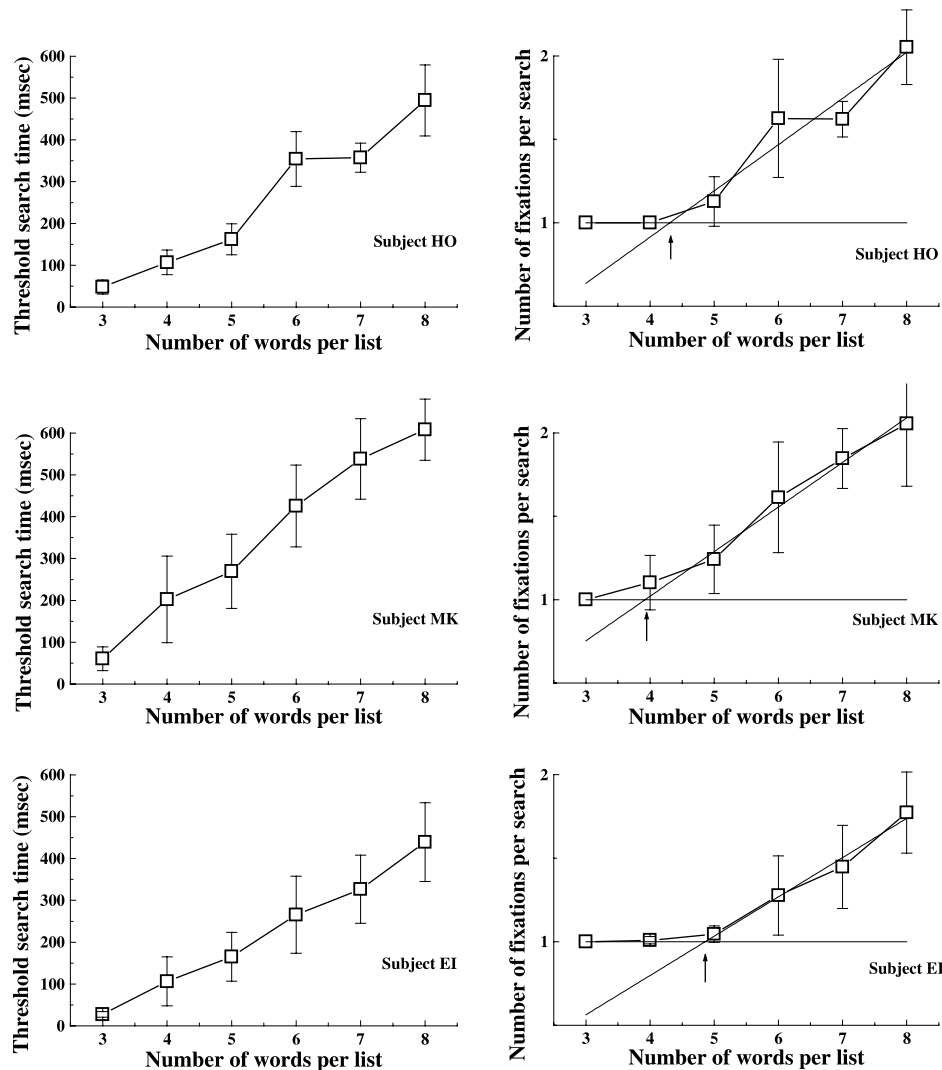 Threshold search time (msec)
600
500
400
300
200
100
0
Subject HO
3 4 5 6 7 8
Number of words per list
Number of fixations per search
2
1
Subject HO
3 4 5 6 7 8
Number of words per list
Threshold search time (msec)
600
500
400
300
200
100
0
Subject MK
3 4 5 6 7 8
Number of words per list
Number of fixations per search
2
1
Subject MK
3 4 5 6 7 8
Number of words per list
Threshold search time (msec)
600
500
400
300
200
100
0
Subject EI
3 4 5 6 7 8
Number of words per list
Number of fixations per search
2
1
Subject EI
3 4 5 6 7 8
Number of words per list